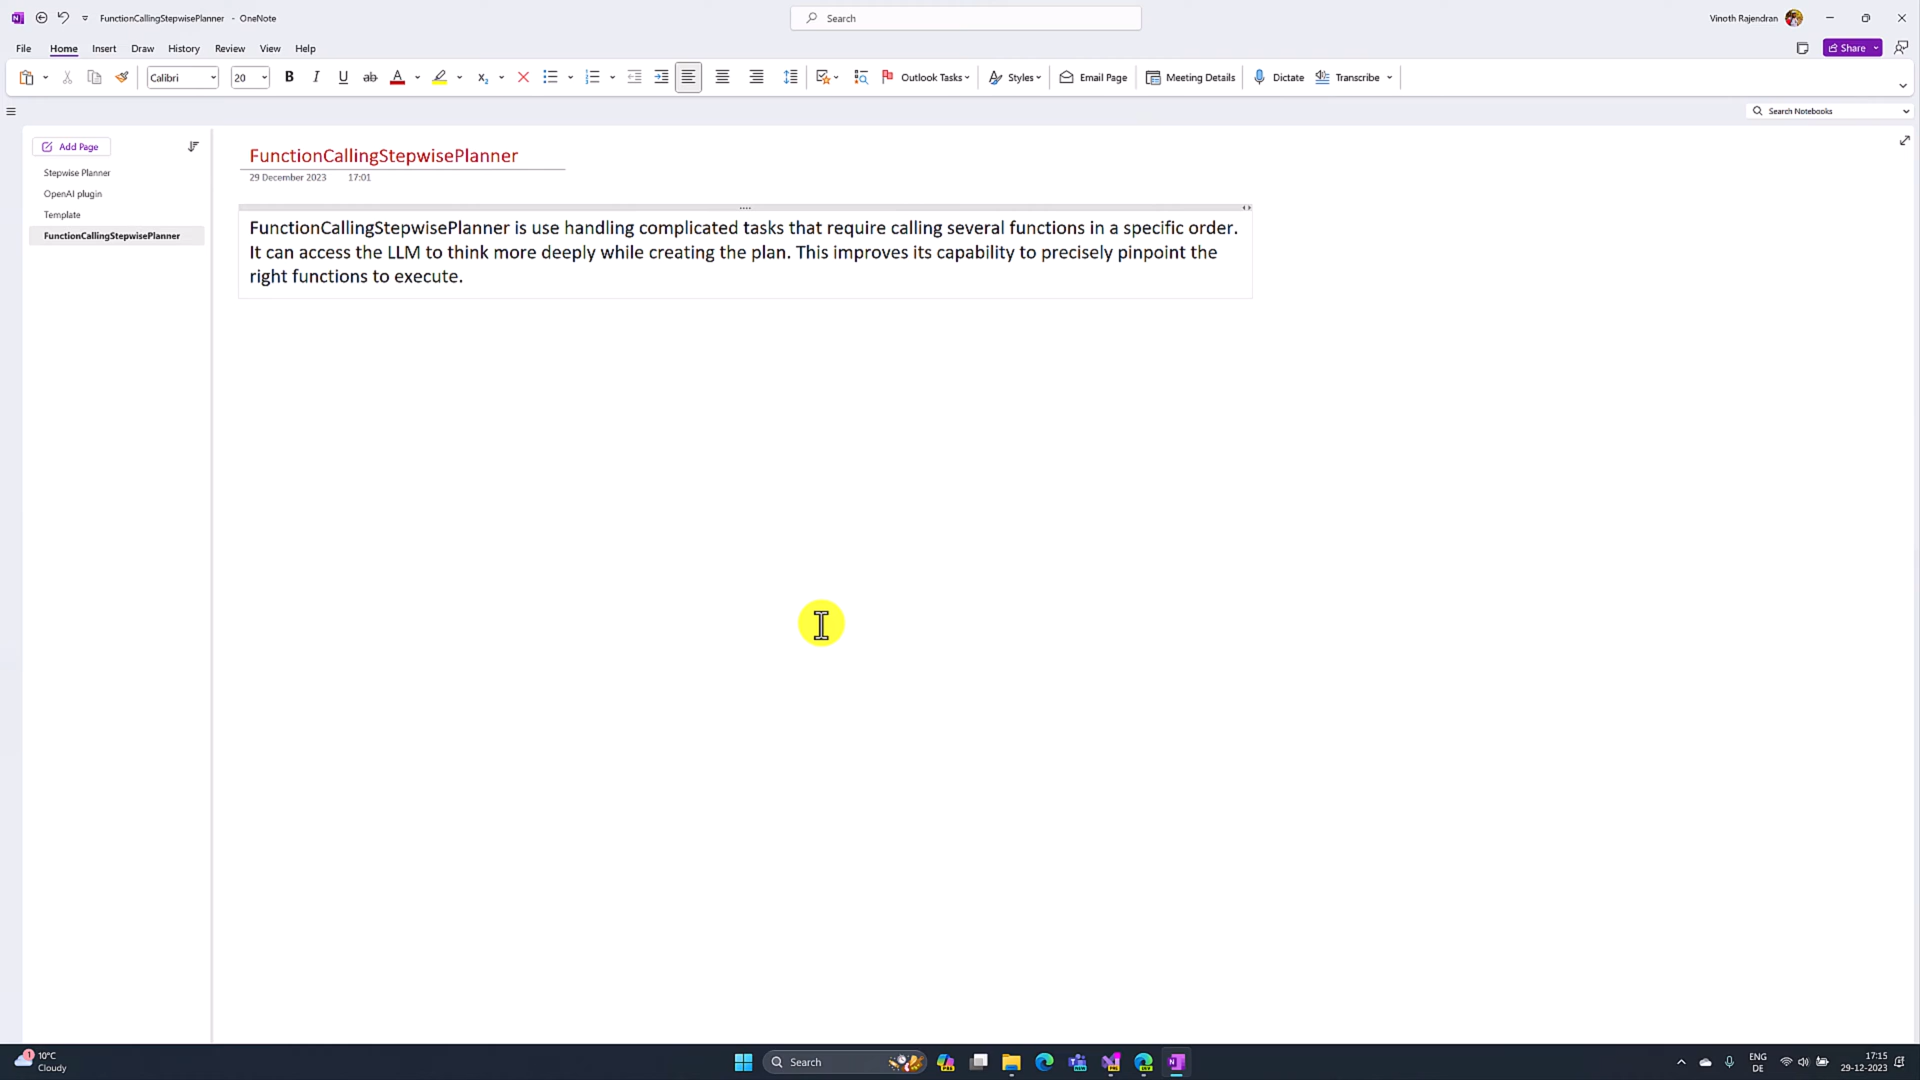 FunctionCallingStepwisePlanner - OneNote
Search
Vinoth Rajendran
File Home Insert Draw History Review View Help
Share
Calibri 20 B I U ab A Outlook Tasks Styles Email Page Meeting Details Dictate Transcribe
Search Notebooks
Add Page
Stepwise Planner
OpenAI plugin
Template
FunctionCallingStepwisePlanner
FunctionCallingStepwisePlanner
29 December 2023 17:01
FunctionCallingStepwisePlanner is use handling complicated tasks that require calling several functions in a specific order.
It can access the LLM to think more deeply while creating the plan. This improves its capability to precisely pinpoint the
right functions to execute.
1 10°C
Cloudy
Search
ENG
DE
17:15
29-12-2023